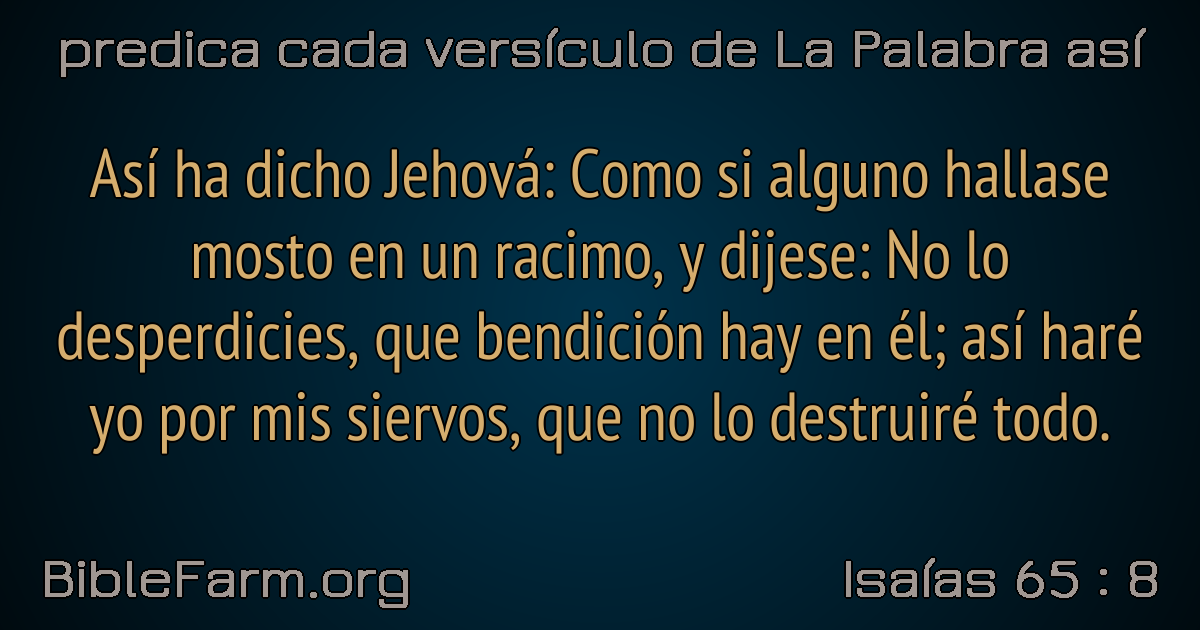 predica cada versículo de La Palabra así
Así ha dicho Jehová: Como si alguno hallase
mosto en un racimo, y dijese: No lo
desperdicies, que bendición hay en él; así haré
yo por mis siervos, que no lo destruiré todo.
BibleFarm.org
Isaías 65 : 8